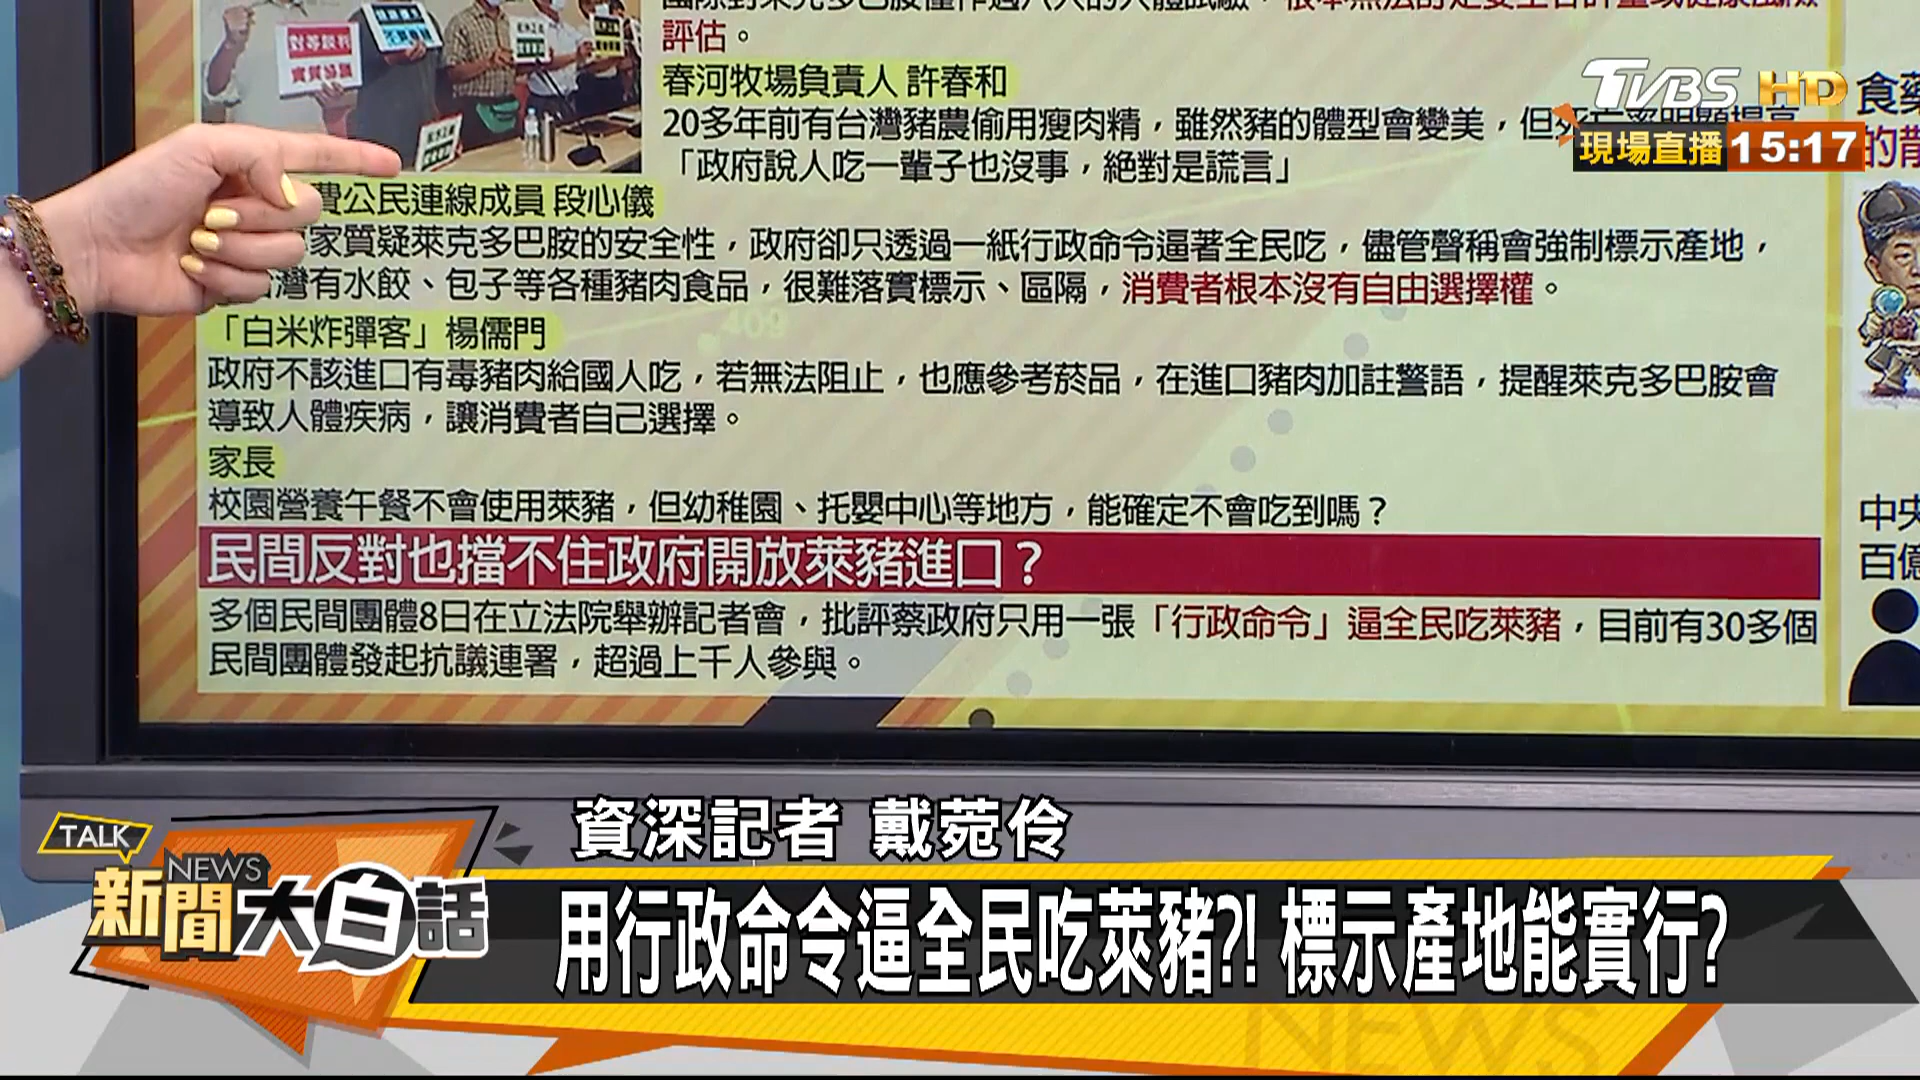 對等談判
實質協議
評估。
春河牧場負責人 許春和
20多年前有台灣豬農偷用瘦肉精，雖然豬的體型會變美，但
「政府說人吃一輩子也沒事，絕對是謊言」
費公民連線成員 段心儀
家質疑萊克多巴胺的安全性，政府卻只透過一紙行政命令逼著全民吃，儘管聲稱會強制標示產地，
灣有水餃、包子等各種豬肉食品，很難落實標示、區隔，消費者根本沒有自由選擇權。
「白米炸彈客」楊儒門
政府不該進口有毒豬肉給國人吃，若無法阻止，也應參考菸品，在進口豬肉加註警語，提醒萊克多巴胺會
導致人體疾病，讓消費者自己選擇。
家長
校園營養午餐不會使用萊豬，但幼稚園、托嬰中心等地方，能確定不會吃到嗎？
民間反對也擋不住政府開放萊豬進口？
多個民間團體8日在立法院舉辦記者會，批評蔡政府只用一張「行政命令」逼全民吃萊豬，目前有30多個
民間團體發起抗議連署，超過上千人參與。
TVBS HD
現場直播 15:17
食藥
的
中央
百億
資深記者 戴菀伶
TALK
NEWS
新聞大白話
用行政命令逼全民吃萊豬?! 標示產地能實行?
NEWS